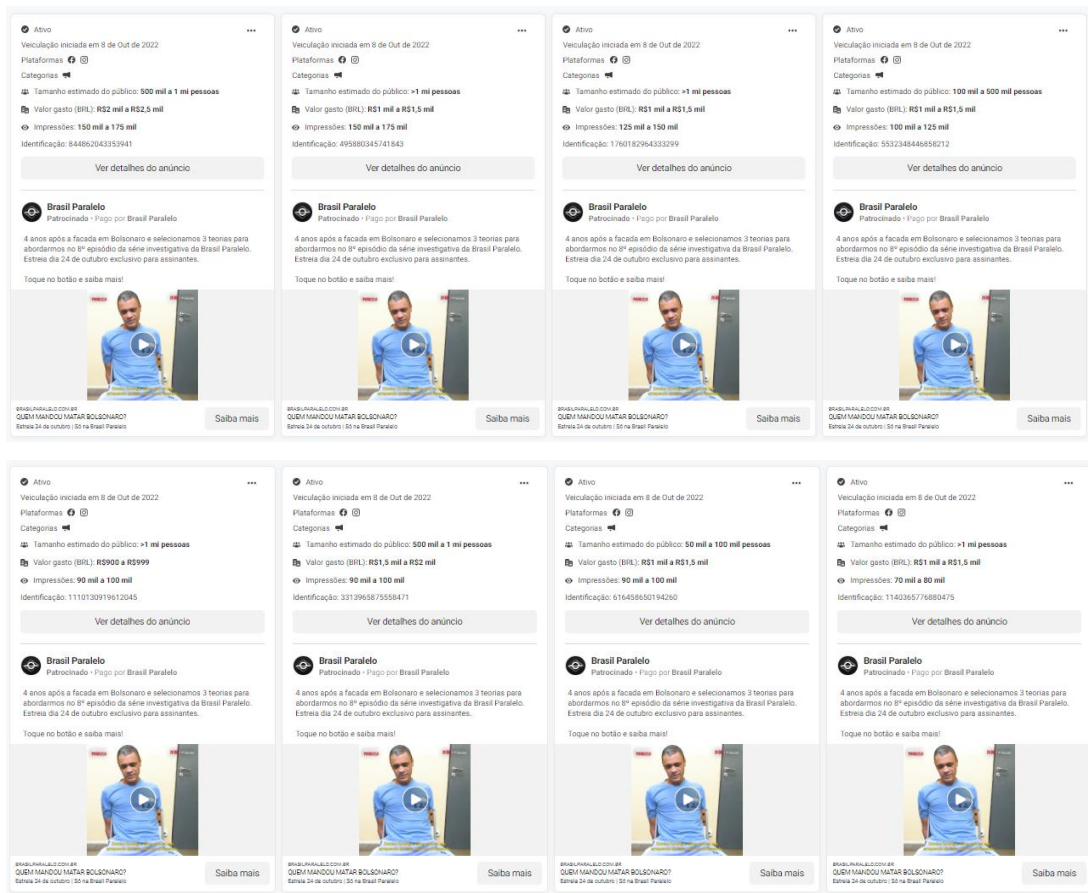 Ativo
Veiculação iniciada em 8 de Out de 2022
Plataformas
Categorias
Tamanho estimado do público: 500 mil a 1 mi pessoas
Valor gasto (BRL): R$2 mil a R$2,5 mil
Impressões: 150 mil a 175 mil
Identificação: 844862043353941
Ver detalhes do anúncio
Brasil Paralelo
Patrocinado • Pago por Brasil Paralelo
4 anos após a facada em Bolsonaro e selecionamos 3 teorias para
abordarmos no 8º episódio da série investigativa da Brasil Paralelo.
Estreia dia 24 de outubro exclusivo para assinantes.
Toque no botão e saiba mais!
BRASILPARALELO.COM.BR
QUEM MANDOU MATAR BOLSONARO?
Estreia 24 de outubro | Só na Brasil Paralelo
Saiba mais
Ativo
Veiculação iniciada em 8 de Out de 2022
Plataformas
Categorias
Tamanho estimado do público: >1 mi pessoas
Valor gasto (BRL): R$1 mil a R$1,5 mil
Impressões: 150 mil a 175 mil
Identificação: 495880345741843
Ver detalhes do anúncio
Brasil Paralelo
Patrocinado • Pago por Brasil Paralelo
4 anos após a facada em Bolsonaro e selecionamos 3 teorias para
abordarmos no 8º episódio da série investigativa da Brasil Paralelo.
Estreia dia 24 de outubro exclusivo para assinantes.
Toque no botão e saiba mais!
BRASILPARALELO.COM.BR
QUEM MANDOU MATAR BOLSONARO?
Estreia 24 de outubro | Só na Brasil Paralelo
Saiba mais
Ativo
Veiculação iniciada em 8 de Out de 2022
Plataformas
Categorias
Tamanho estimado do público: >1 mi pessoas
Valor gasto (BRL): R$1 mil a R$1,5 mil
Impressões: 125 mil a 150 mil
Identificação: 1760182964333299
Ver detalhes do anúncio
Brasil Paralelo
Patrocinado • Pago por Brasil Paralelo
4 anos após a facada em Bolsonaro e selecionamos 3 teorias para
abordarmos no 8º episódio da série investigativa da Brasil Paralelo.
Estreia dia 24 de outubro exclusivo para assinantes.
Toque no botão e saiba mais!
BRASILPARALELO.COM.BR
QUEM MANDOU MATAR BOLSONARO?
Estreia 24 de outubro | Só na Brasil Paralelo
Saiba mais
Ativo
Veiculação iniciada em 8 de Out de 2022
Plataformas
Categorias
Tamanho estimado do público: 100 mil a 500 mil pessoas
Valor gasto (BRL): R$1 mil a R$1,5 mil
Impressões: 100 mil a 125 mil
Identificação: 5532348446858212
Ver detalhes do anúncio
Brasil Paralelo
Patrocinado • Pago por Brasil Paralelo
4 anos após a facada em Bolsonaro e selecionamos 3 teorias para
abordarmos no 8º episódio da série investigativa da Brasil Paralelo.
Estreia dia 24 de outubro exclusivo para assinantes.
Toque no botão e saiba mais!
BRASILPARALELO.COM.BR
QUEM MANDOU MATAR BOLSONARO?
Estreia 24 de outubro | Só na Brasil Paralelo
Saiba mais
Ativo
Veiculação iniciada em 8 de Out de 2022
Plataformas
Categorias
Tamanho estimado do público: >1 mi pessoas
Valor gasto (BRL): R$900 a R$999
Impressões: 90 mil a 100 mil
Identificação: 1110130919612045
Ver detalhes do anúncio
Brasil Paralelo
Patrocinado • Pago por Brasil Paralelo
4 anos após a facada em Bolsonaro e selecionamos 3 teorias para
abordarmos no 8º episódio da série investigativa da Brasil Paralelo.
Estreia dia 24 de outubro exclusivo para assinantes.
Toque no botão e saiba mais!
BRASILPARALELO.COM.BR
QUEM MANDOU MATAR BOLSONARO?
Estreia 24 de outubro | Só na Brasil Paralelo
Saiba mais
Ativo
Veiculação iniciada em 8 de Out de 2022
Plataformas
Categorias
Tamanho estimado do público: 500 mil a 1 mi pessoas
Valor gasto (BRL): R$1,5 mil a R$2 mil
Impressões: 90 mil a 100 mil
Identificação: 3313965875558471
Ver detalhes do anúncio
Brasil Paralelo
Patrocinado • Pago por Brasil Paralelo
4 anos após a facada em Bolsonaro e selecionamos 3 teorias para
abordarmos no 8º episódio da série investigativa da Brasil Paralelo.
Estreia dia 24 de outubro exclusivo para assinantes.
Toque no botão e saiba mais!
BRASILPARALELO.COM.BR
QUEM MANDOU MATAR BOLSONARO?
Estreia 24 de outubro | Só na Brasil Paralelo
Saiba mais
Ativo
Veiculação iniciada em 8 de Out de 2022
Plataformas
Categorias
Tamanho estimado do público: 50 mil a 100 mil pessoas
Valor gasto (BRL): R$1 mil a R$1,5 mil
Impressões: 90 mil a 100 mil
Identificação: 616458650194260
Ver detalhes do anúncio
Brasil Paralelo
Patrocinado • Pago por Brasil Paralelo
4 anos após a facada em Bolsonaro e selecionamos 3 teorias para
abordarmos no 8º episódio da série investigativa da Brasil Paralelo.
Estreia dia 24 de outubro exclusivo para assinantes.
Toque no botão e saiba mais!
BRASILPARALELO.COM.BR
QUEM MANDOU MATAR BOLSONARO?
Estreia 24 de outubro | Só na Brasil Paralelo
Saiba mais
Ativo
Veiculação iniciada em 8 de Out de 2022
Plataformas
Categorias
Tamanho estimado do público: >1 mi pessoas
Valor gasto (BRL): R$1 mil a R$1,5 mil
Impressões: 70 mil a 80 mil
Identificação: 1140365776880475
Ver detalhes do anúncio
Brasil Paralelo
Patrocinado • Pago por Brasil Paralelo
4 anos após a facada em Bolsonaro e selecionamos 3 teorias para
abordarmos no 8º episódio da série investigativa da Brasil Paralelo.
Estreia dia 24 de outubro exclusivo para assinantes.
Toque no botão e saiba mais!
BRASILPARALELO.COM.BR
QUEM MANDOU MATAR BOLSONARO?
Estreia 24 de outubro | Só na Brasil Paralelo
Saiba mais